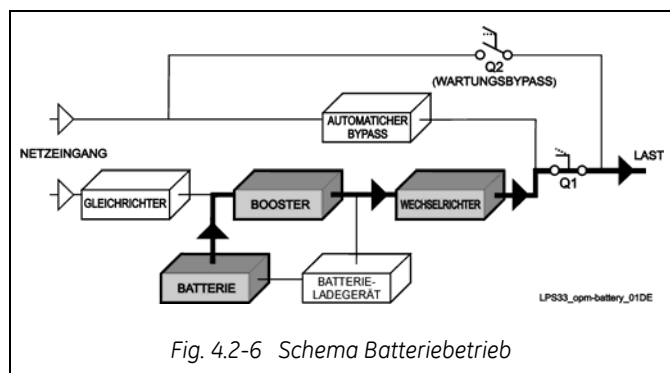 Q2
(WARTUNGSBYPASS)
AUTOMATICHER
BYPASS
NETZEINGANG
LAST
GLEICHRICHTER
BOOSTER
WECHSELRICHTER
Q1
BATTERIE
BATTERIE-
LADEGERÄT
LPS33_opm-battery_01DE
Fig. 4.2-6 Schema Batteriebetrieb